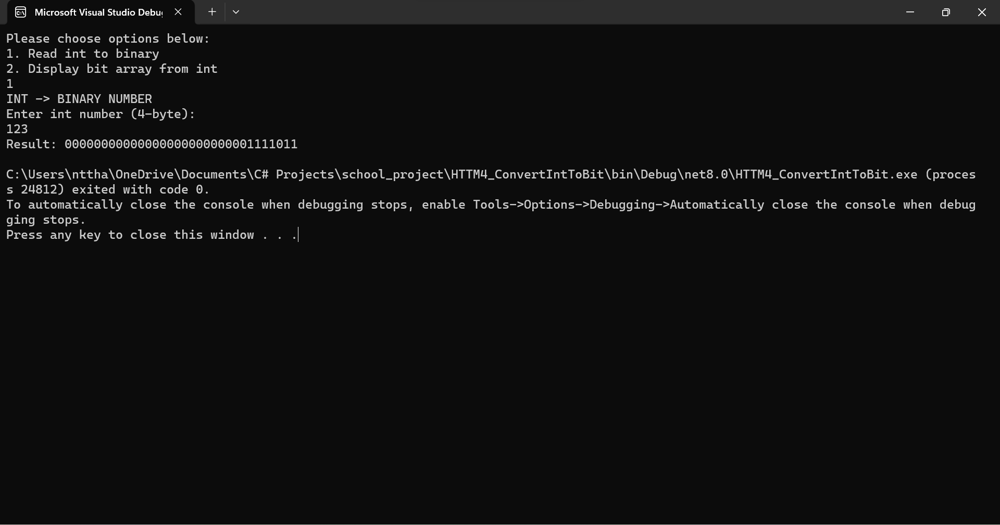 Microsoft Visual Studio Debu
Please choose options below:
1. Read int to binary
2. Display bit array from int
1
INT -> BINARY NUMBER
Enter int number (4-byte):
123
Result: 00000000000000000000000001111011
C:\Users\nttha\OneDrive\Documents\C# Projects\school_project\HTTM4_ConvertIntToBit\bin\Debug\net8.0\HTTM4_ConvertIntToBit.exe (proces
s 24812) exited with code 0.
To automatically close the console when debugging stops, enable Tools->Options->Debugging->Automatically close the console when debug
ging stops.
Press any key to close this window . . .